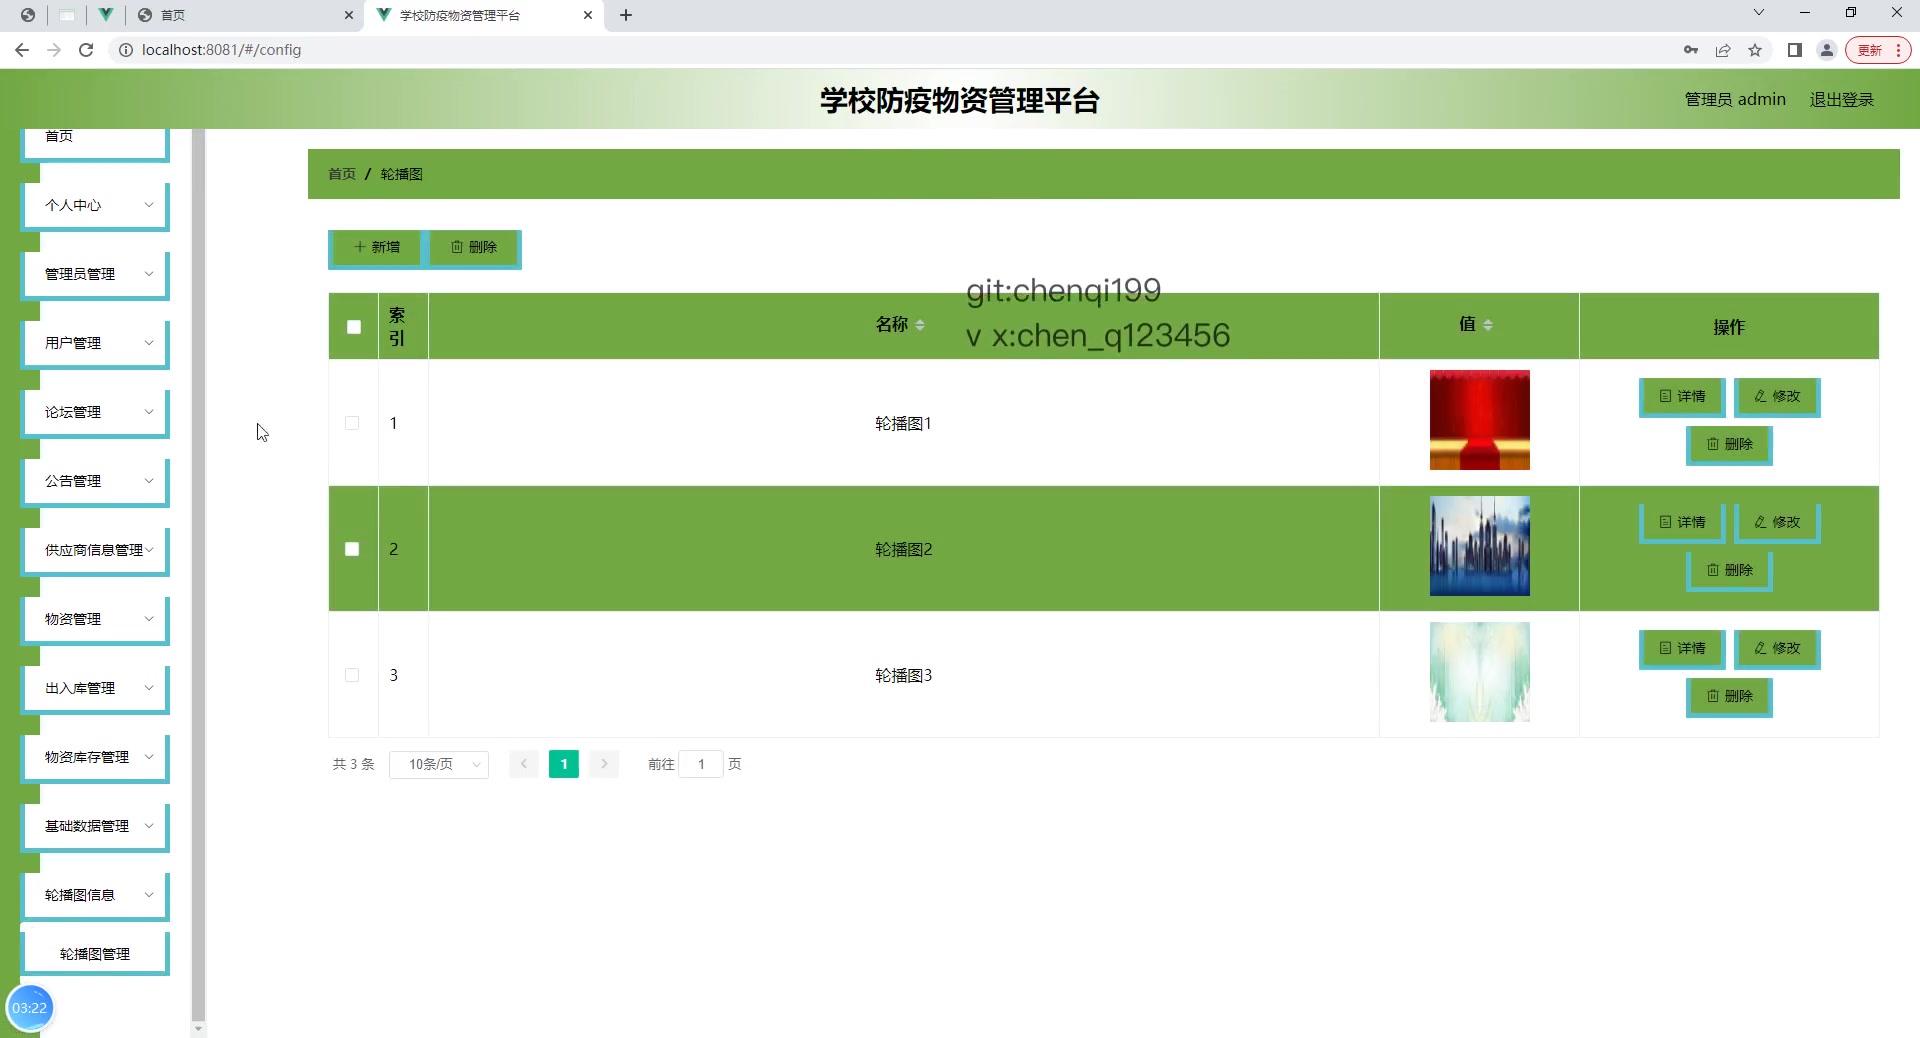 首页
学校防疫物资管理平台
localhost:8081/#/config
更新
学校防疫物资管理平台
管理员 admin
退出登录
首页
个人中心
管理员管理
用户管理
论坛管理
公告管理
供应商信息管理
物资管理
出入库管理
物资库存管理
基础数据管理
轮播图信息
轮播图管理
03:22
首页 / 轮播图
新增
删除
git:chenqi199
v x:chen_q123456
索引
名称
值
操作
1
轮播图1
详情
修改
删除
2
轮播图2
详情
修改
删除
3
轮播图3
详情
修改
删除
共 3 条
10条/页
1
前往 1 页